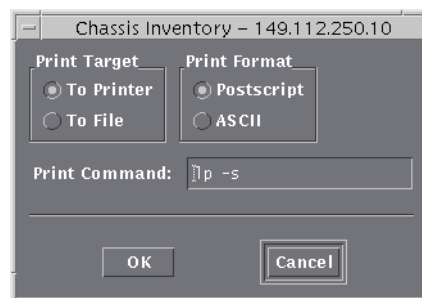 Chassis Inventory – 149.112.250.10
Print Target Print Format
To Printer Postscript
To File ASCII
Print Command: lp -s
OK Cancel